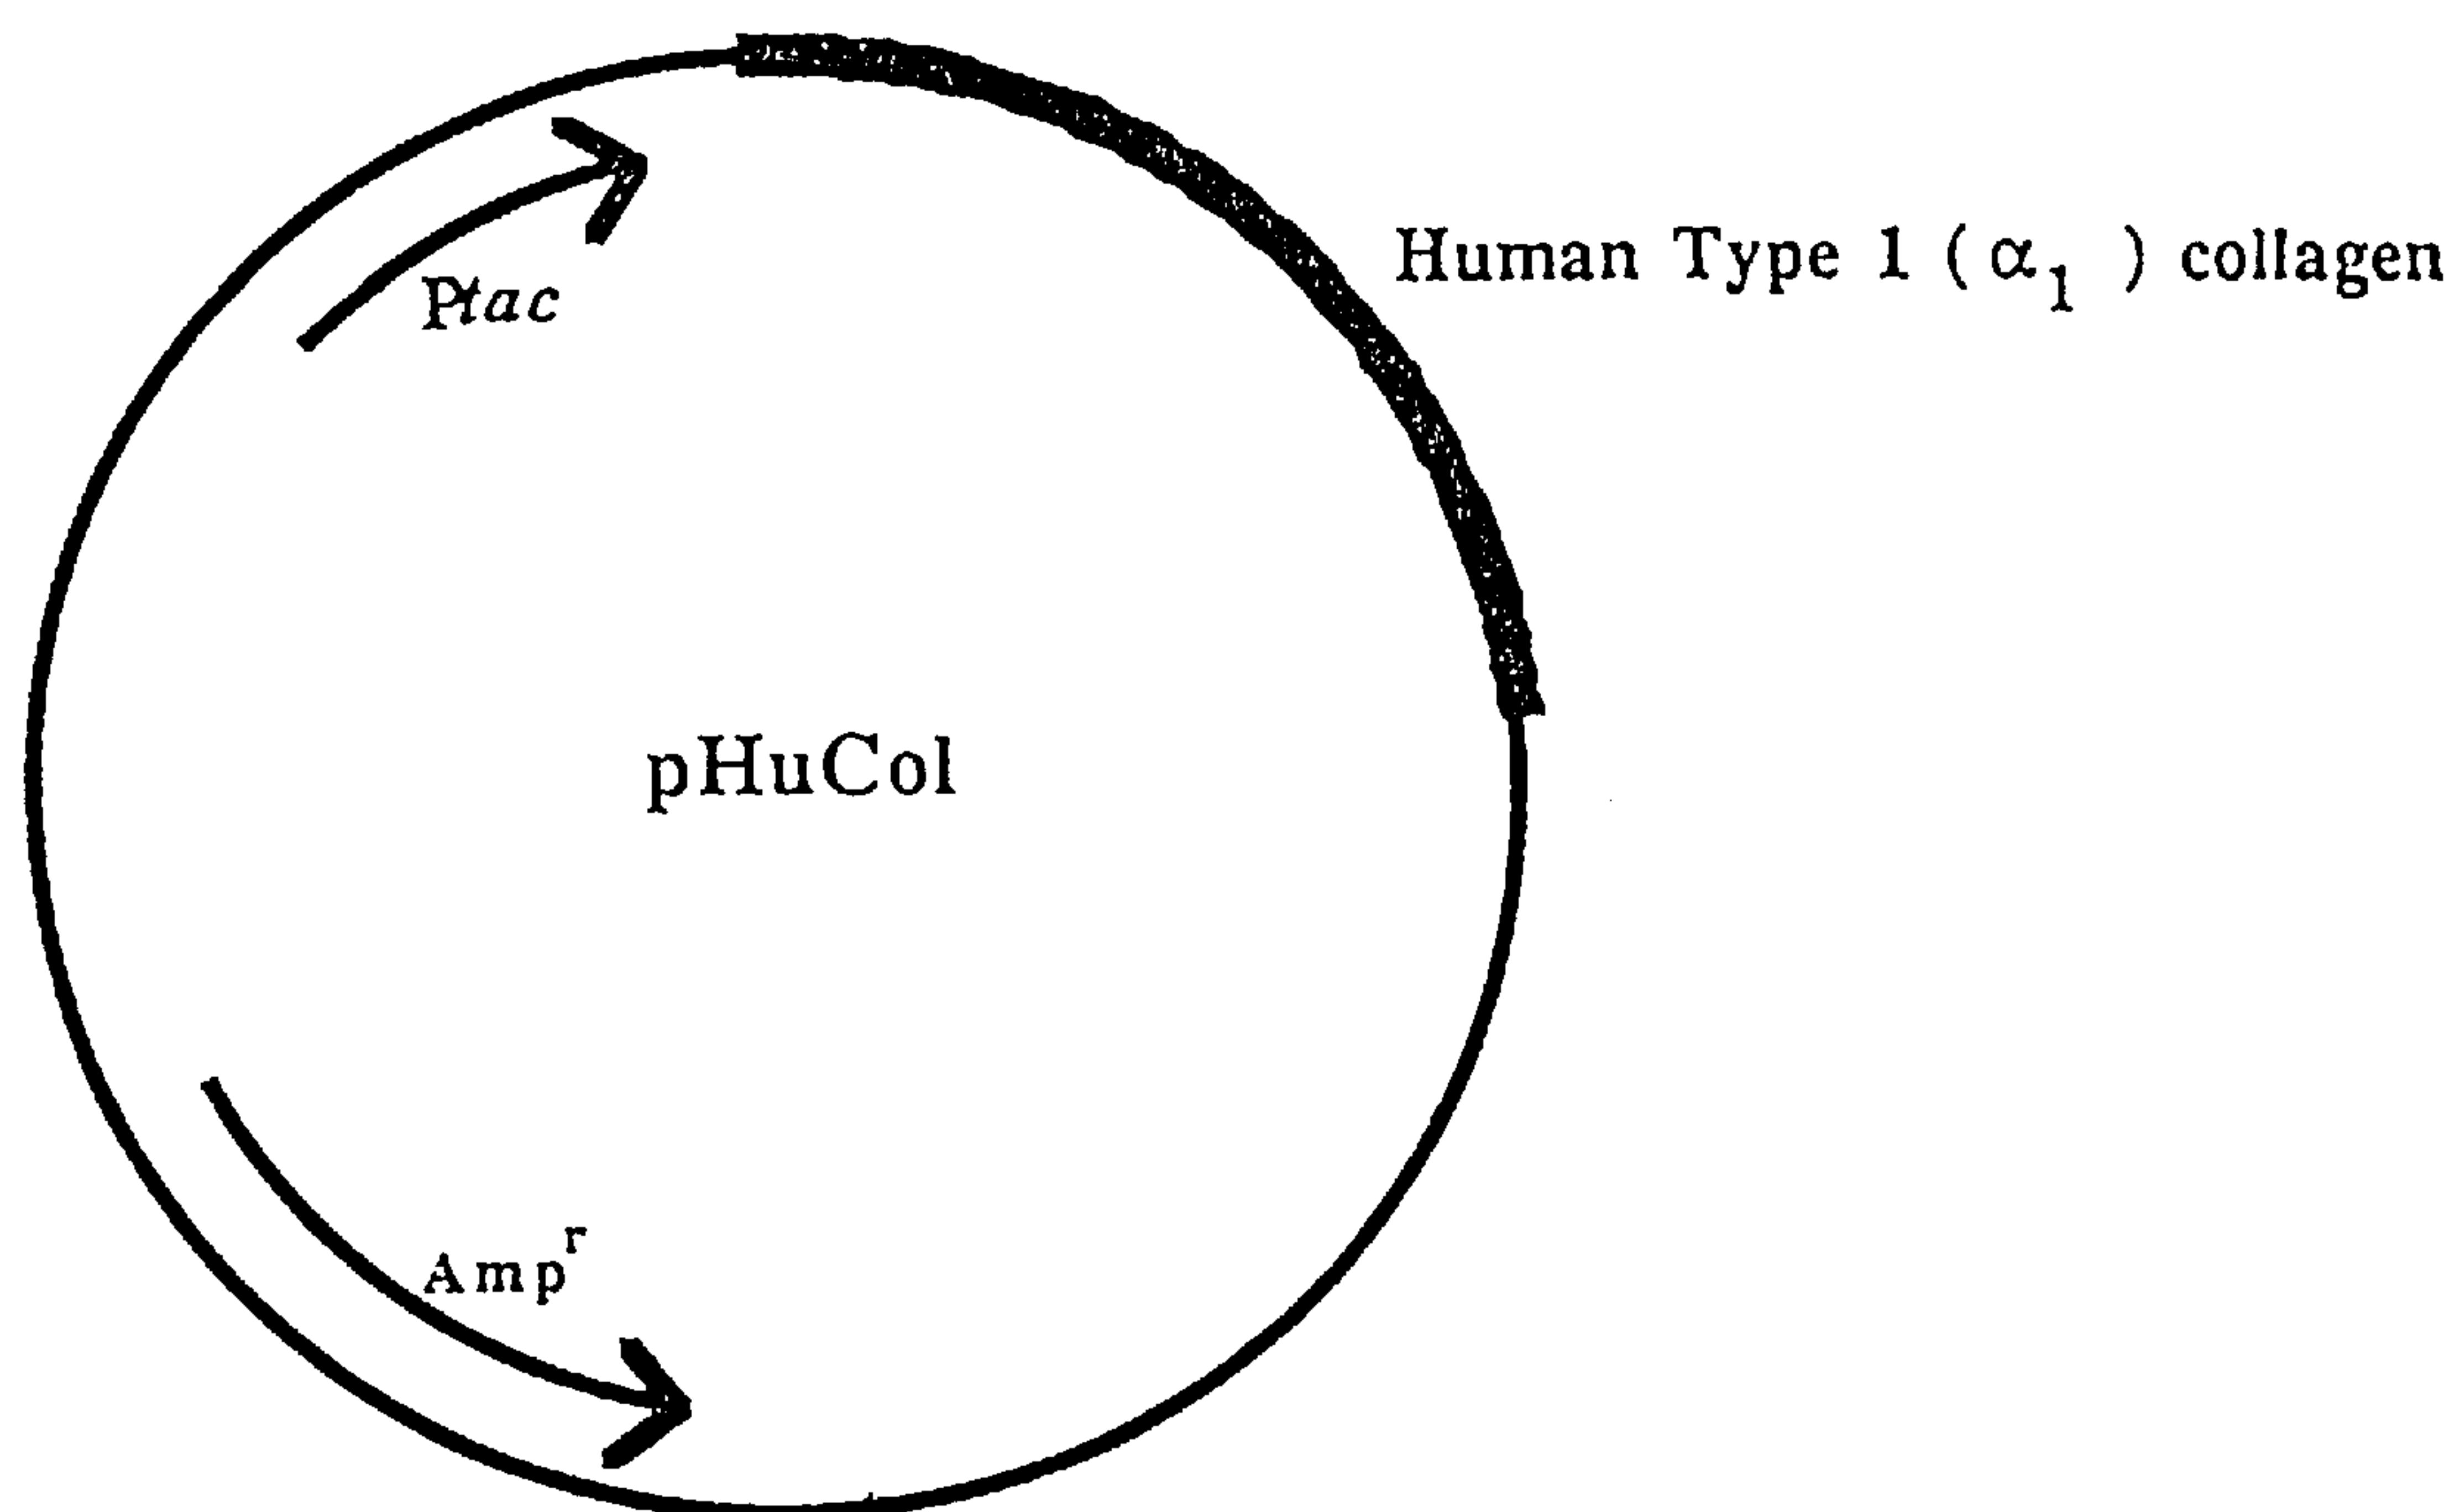 Human Type 1 (α₁ ) collagen
Ptac
pHuCol
Ampʳ